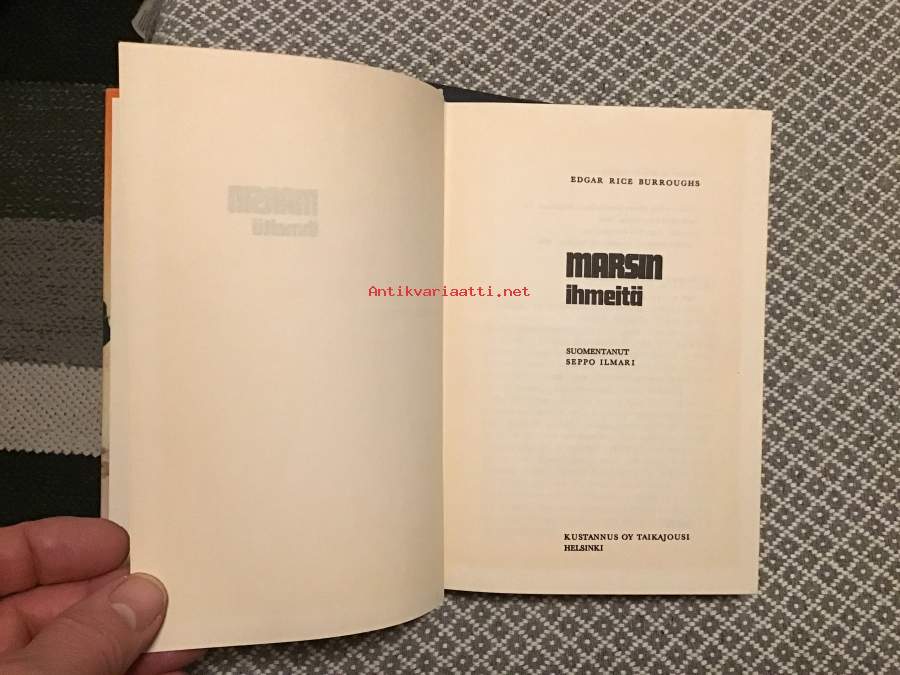 EDGAR RICE BURROUGHS
MARSIN
ihmeitä
Antikvariaatti.net
SUOMENTANUT
SEPPO ILMARI
KUSTANNUS OY TAIKAJOUSI
HELSINKI